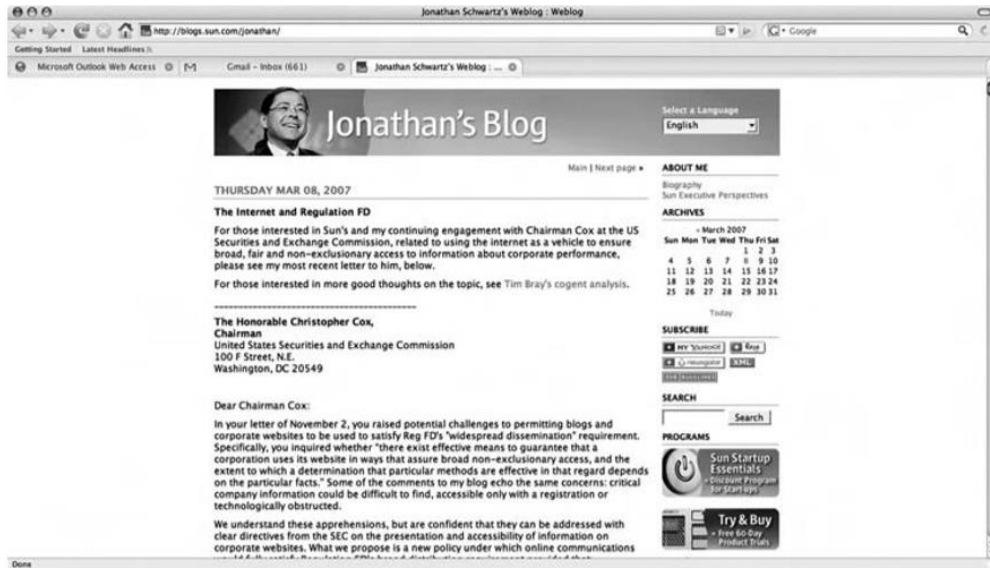 Jonathan Schwartz's Weblog : Weblog
http://blogs.sun.com/jonathan/
Google
Getting Started Latest Headlines
Microsoft Outlook Web Access
Gmail - Inbox (661)
Jonathan Schwartz's Weblog : ...
Jonathan's Blog
Select a Language
English
Main | Next page »
THURSDAY MAR 08, 2007
The Internet and Regulation FD
For those interested in Sun's and my continuing engagement with Chairman Cox at the US
Securities and Exchange Commission, related to using the internet as a vehicle to ensure
broad, fair and non-exclusionary access to information about corporate performance,
please see my most recent letter to him, below.
For those interested in more good thoughts on the topic, see Tim Bray's cogent analysis.
The Honorable Christopher Cox,
Chairman
United States Securities and Exchange Commission
100 F Street, N.E.
Washington, DC 20549
Dear Chairman Cox:
In your letter of November 2, you raised potential challenges to permitting blogs and
corporate websites to be used to satisfy Reg FD's "widespread dissemination" requirement.
Specifically, you inquired whether "there exist effective means to guarantee that a
corporation uses its website in ways that assure broad non-exclusionary access, and the
extent to which a determination that particular methods are effective in that regard depends
on the particular facts." Some of the comments to my blog echo the same concerns: critical
company information could be difficult to find, accessible only with a registration or
technologically obstructed.
We understand these apprehensions, but are confident that they can be addressed with
clear directives from the SEC on the presentation and accessibility of information on
corporate websites. What we propose is a new policy under which online communications
ABOUT ME
Biography
Sun Executive Perspectives
ARCHIVES
« March 2007
Sun Mon Tue Wed Thu Fri Sat
1 2 3
4 5 6 7 8 9 10
11 12 13 14 15 16 17
18 19 20 21 22 23 24
25 26 27 28 29 30 31
Today
SUBSCRIBE
MY YAHOO!
XML
SEARCH
Search
PROGRAMS
Sun Startup
Essentials
Discount Program
for Startups
Try & Buy
Free 60-Day
Product Trials
Done